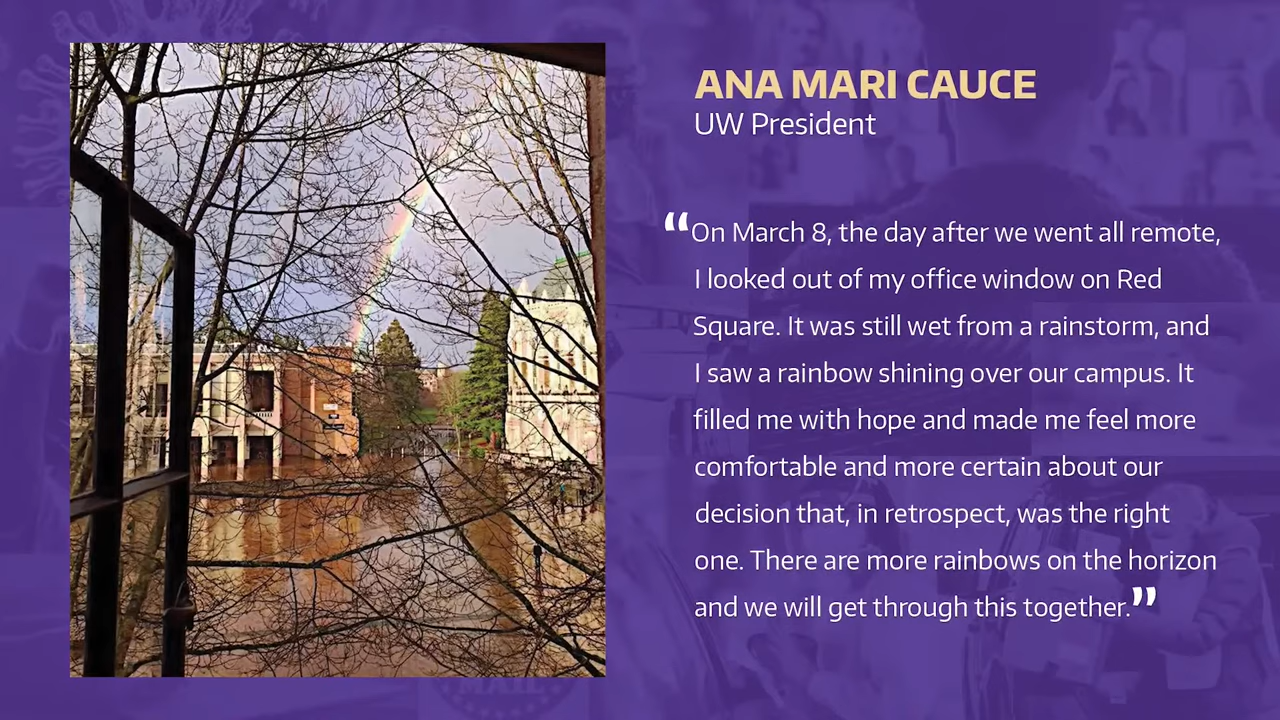 ANA MARI CAUCE
UW President
“On March 8, the day after we went all remote,
I looked out of my office window on Red
Square. It was still wet from a rainstorm, and
I saw a rainbow shining over our campus. It
filled me with hope and made me feel more
comfortable and more certain about our
decision that, in retrospect, was the right
one. There are more rainbows on the horizon
and we will get through this together.”
MAIL